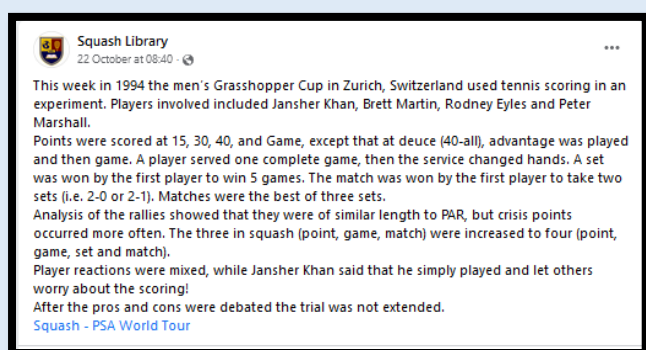 Squash Library
22 October at 08:40 ·
This week in 1994 the men's Grasshopper Cup in Zurich, Switzerland used tennis scoring in an
experiment. Players involved included Jansher Khan, Brett Martin, Rodney Eyles and Peter
Marshall.
Points were scored at 15, 30, 40, and Game, except that at deuce (40-all), advantage was played
and then game. A player served one complete game, then the service changed hands. A set
was won by the first player to win 5 games. The match was won by the first player to take two
sets (i.e. 2-0 or 2-1). Matches were the best of three sets.
Analysis of the rallies showed that they were of similar length to PAR, but crisis points
occurred more often. The three in squash (point, game, match) were increased to four (point,
game, set and match).
Player reactions were mixed, while Jansher Khan said that he simply played and let others
worry about the scoring!
After the pros and cons were debated the trial was not extended.
Squash - PSA World Tour